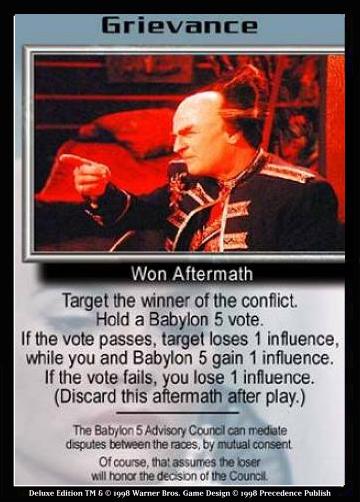 Grievance
Won Aftermath
Target the winner of the conflict.
Hold a Babylon 5 vote.
If the vote passes, target loses 1 influence,
while you and Babylon 5 gain 1 influence.
If the vote fails, you lose 1 influence.
(Discard this aftermath after play.)
The Babylon 5 Advisory Council can mediate
disputes between the races, by mutual consent.
Of course, that assumes the loser
will honor the decision of the Council.
Deluxe Edition TM & © 1998 Warner Bros. Game Design © 1998 Precedence Publish